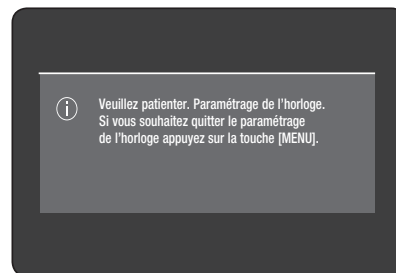 Veuillez patienter. Paramétrage de l'horloge.
Si vous souhaitez quitter le paramétrage
de l'horloge appuyez sur la touche [MENU].